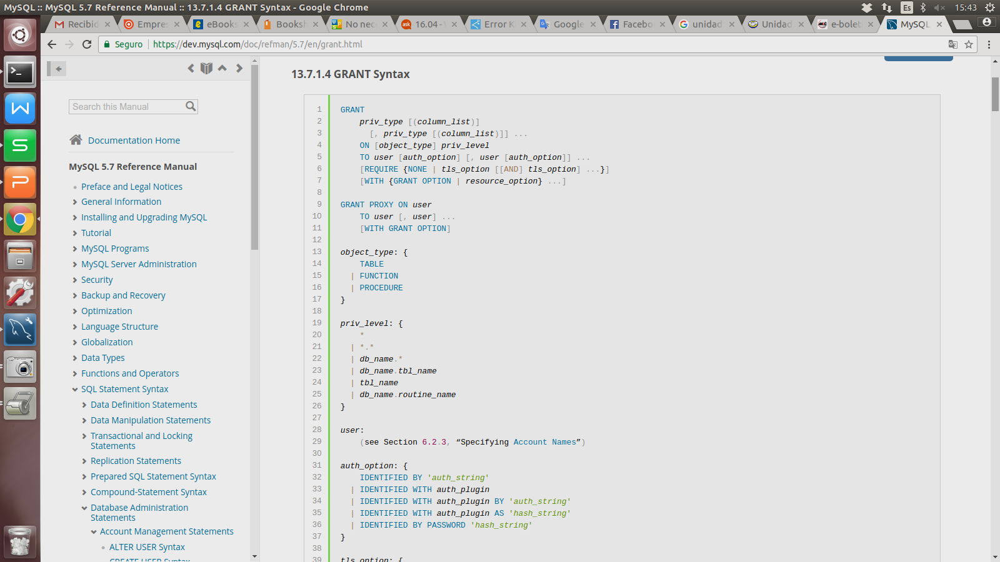 MySQL :: MySQL 5.7 Reference Manual :: 13.7.1.4 GRANT Syntax - Google Chrome
Es
15:43
Recibid
Empres
eBooks
Booksh
No nec
16.04 -
Error K
Google
Facebo
unidad
Unidad
e-bolet
MySQL
Seguro
https://dev.mysql.com/doc/refman/5.7/en/grant.html
Search this Manual
Documentation Home
MySQL 5.7 Reference Manual
Preface and Legal Notices
General Information
Installing and Upgrading MySQL
Tutorial
MySQL Programs
MySQL Server Administration
Security
Backup and Recovery
Optimization
Language Structure
Globalization
Data Types
Functions and Operators
SQL Statement Syntax
Data Definition Statements
Data Manipulation Statements
Transactional and Locking
Statements
Replication Statements
Prepared SQL Statement Syntax
Compound-Statement Syntax
Database Administration
Statements
Account Management Statements
ALTER USER Syntax
CREATE USER Syntax
13.7.1.4 GRANT Syntax
1 GRANT
2 priv_type [(column_list)]
3 [, priv_type [(column_list)]] ...
4 ON [object_type] priv_level
5 TO user [auth_option] [, user [auth_option]] ...
6 [REQUIRE {NONE | tls_option [[AND] tls_option] ...}]
7 [WITH {GRANT OPTION | resource_option} ...]
8
9 GRANT PROXY ON user
10 TO user [, user] ...
11 [WITH GRANT OPTION]
12
13 object_type: {
14 TABLE
15 | FUNCTION
16 | PROCEDURE
17 }
18
19 priv_level: {
20 *
21 | *.*
22 | db_name.*
23 | db_name.tbl_name
24 | tbl_name
25 | db_name.routine_name
26 }
27
28 user:
29 (see Section 6.2.3, “Specifying Account Names”)
30
31 auth_option: {
32 IDENTIFIED BY 'auth_string'
33 | IDENTIFIED WITH auth_plugin
34 | IDENTIFIED WITH auth_plugin BY 'auth_string'
35 | IDENTIFIED WITH auth_plugin AS 'hash_string'
36 | IDENTIFIED BY PASSWORD 'hash_string'
37 }
38
39 tls_option: {